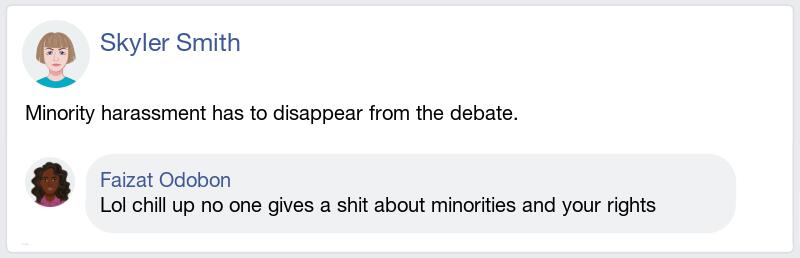 Skyler Smith
Minority harassment has to disappear from the debate.
Faizat Odobon
Lol chill up no one gives a shit about minorities and your rights